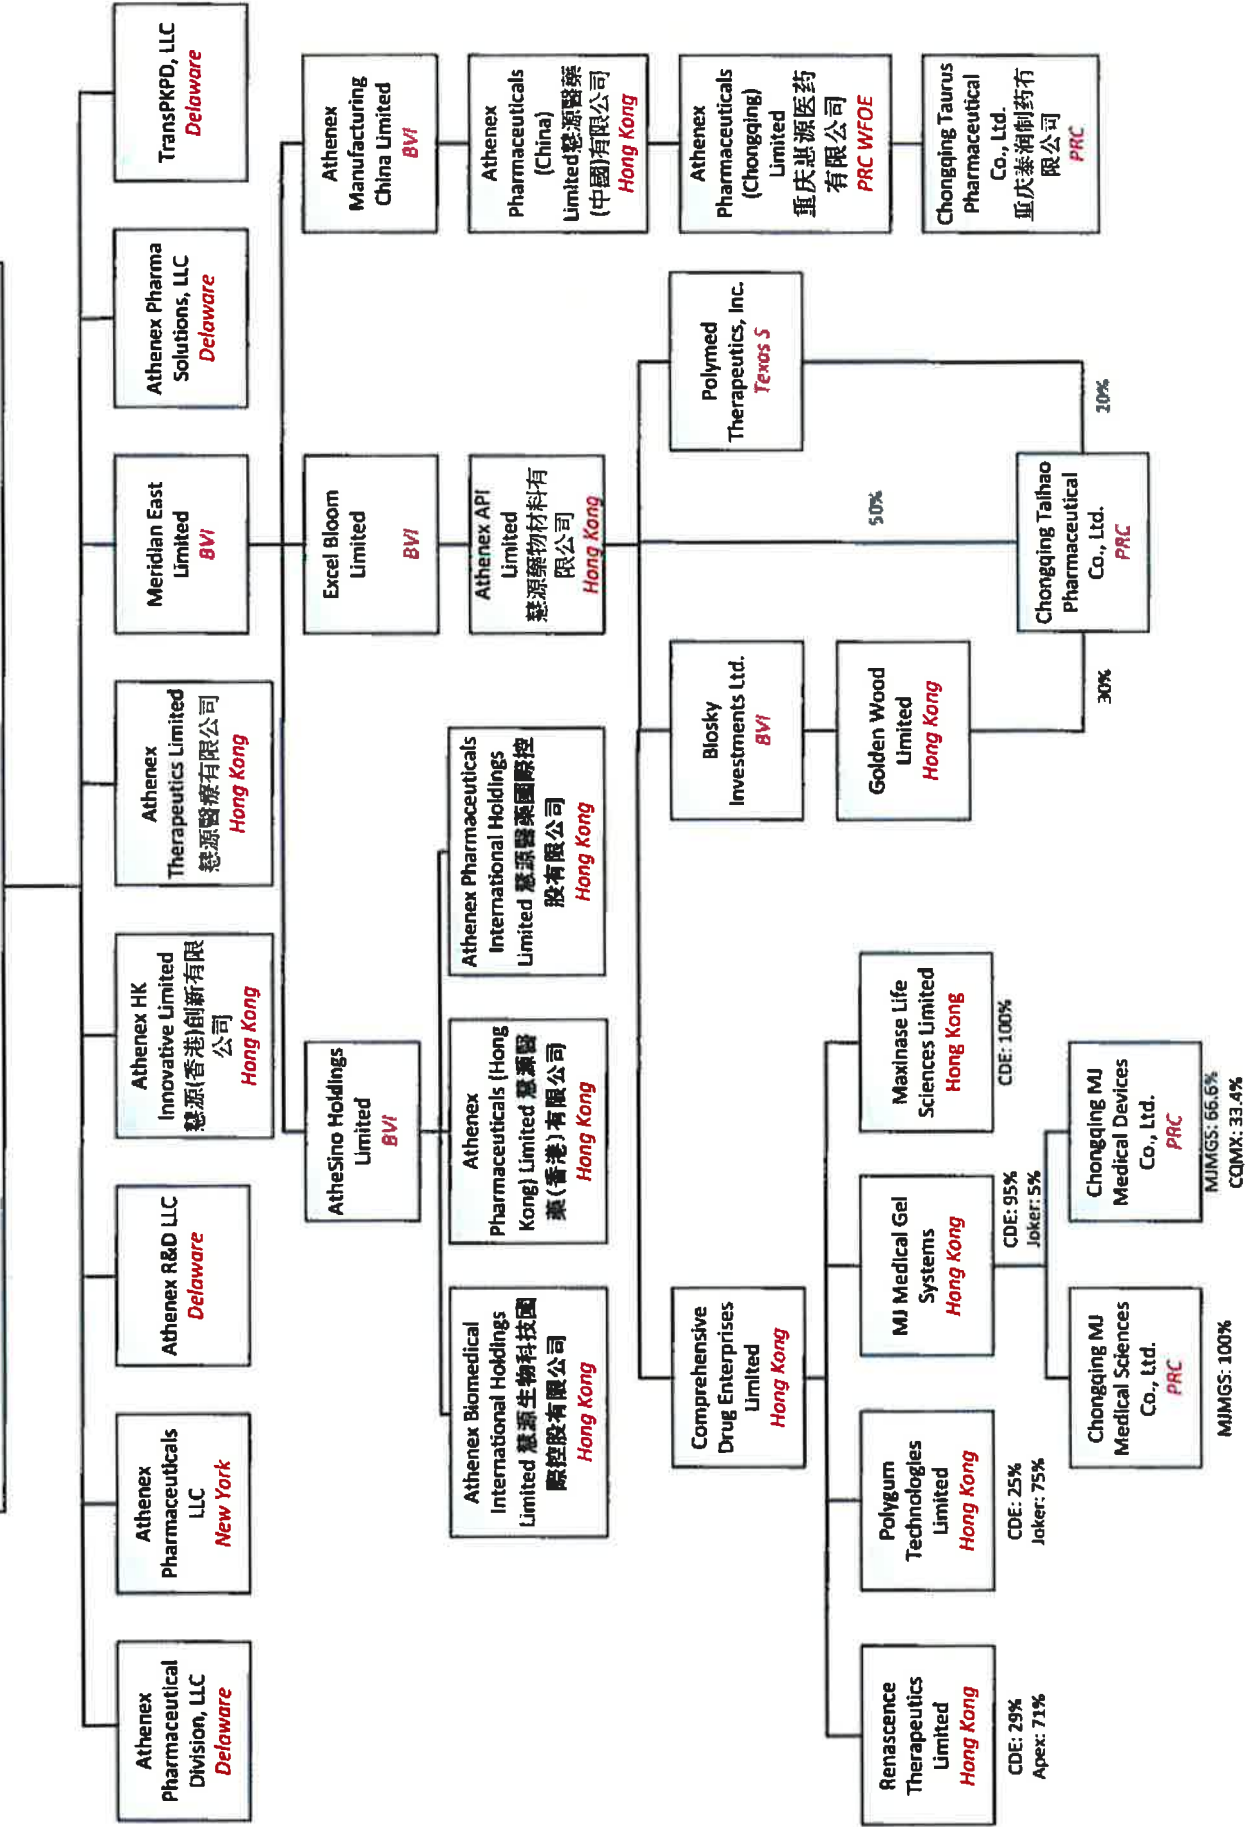 Athenex
Pharmaceutical
Division, LLC
Delaware
Athenex
Pharmaceuticals
LLC
New York
Athenex R&D LLC
Delaware
Athenex HK
Innovative Limited
慧源(香港)創新有限
公司
Hong Kong
Athenex
Therapeutics Limited
慧源醫療有限公司
Hong Kong
Meridian East
Limited
BVI
Athenex Pharma
Solutions, LLC
Delaware
TransPKPD, LLC
Delaware
AtheSino Holdings
Limited
BVI
Excel Bloom
Limited
BVI
Athenex
Manufacturing
China Limited
BVI
Athenex Biomedical
International Holdings
Limited 慧源生物科技國
際控股有限公司
Hong Kong
Athenex
Pharmaceuticals (Hong
Kong) Limited 慧源醫
藥(香港)有限公司
Hong Kong
Athenex Pharmaceuticals
International Holdings
Limited 慧源醫藥國際控
股有限公司
Hong Kong
Athenex API
Limited
慧源藥物材料有
限公司
Hong Kong
Athenex
Pharmaceuticals
(China)
Limited慧源醫藥
(中國)有限公司
Hong Kong
Comprehensive
Drug Enterprises
Limited
Hong Kong
Biosky
Investments Ltd.
BVI
Polymed
Therapeutics, Inc.
Texas S
Athenex
Pharmaceuticals
(Chongqing)
Limited
重庆惠源医药
有限公司
PRC WFOE
Golden Wood
Limited
Hong Kong
50%
Renascence
Therapeutics
Limited
Hong Kong
CDE: 29%
Apex: 71%
Polygum
Technologies
Limited
Hong Kong
CDE: 25%
Joker: 75%
MJ Medical Gel
Systems
Hong Kong
CDE: 95%
Joker: 5%
Maxinase Life
Sciences Limited
Hong Kong
CDE: 100%
Chongqing Taurus
Pharmaceutical
Co., Ltd.
重庆泰润制药有
限公司
PRC
Chongqing Taihao
Pharmaceutical
Co., Ltd.
PRC
30%
20%
Chongqing MJ
Medical Sciences
Co., Ltd.
PRC
MJMGS: 100%
Chongqing MJ
Medical Devices
Co., Ltd.
PRC
MJMGS: 66.6%
CQMX: 33.4%